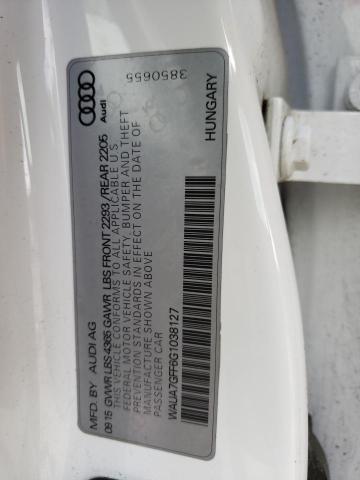 MFD. BY AUDI AG
09/15 GVWR LBS 4365 GAWR LBS FRONT 2293/REAR 2205
THIS VEHICLE CONFORMS TO ALL APPLICABLE U.S.
FEDERAL MOTOR VEHICLE SAFETY, BUMPER AND THEFT
PREVENTION STANDARDS IN EFFECT ON THE DATE OF
MANUFACTURE SHOWN ABOVE
PASSENGER CAR
WAUA7GFF6G1038127
HUNGARY
Audi
3850655